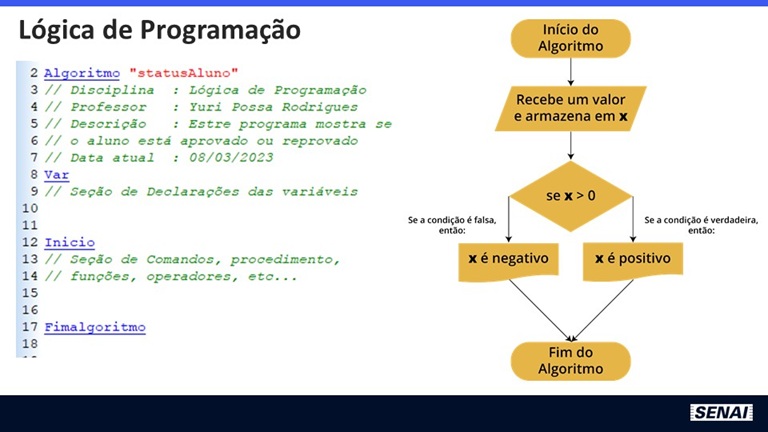 Lógica de Programação
2 Algoritmo "statusAluno"
3 // Disciplina : Lógica de Programação
4 // Professor : Yuri Possa Rodrigues
5 // Descrição : Estre programa mostra se
6 // o aluno está aprovado ou reprovado
7 // Data atual : 08/03/2023
8 Var
9 // Seção de Declarações das variáveis
10
11
12 Inicio
13 // Seção de Comandos, procedimento,
14 // funções, operadores, etc...
15
16
17 Fimalgoritmo
18
Início do
Algoritmo
Recebe um valor
e armazena em x
se x > 0
Se a condição é falsa,
então:
Se a condição é verdadeira,
então:
x é negativo
x é positivo
Fim do
Algoritmo
SENAI